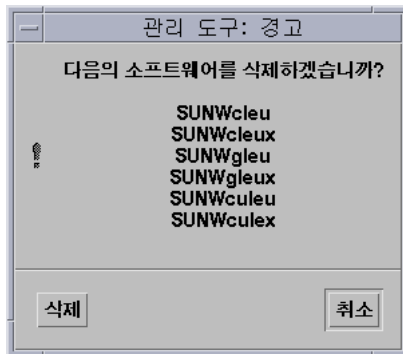 관리 도구: 경고
다음의 소프트웨어를 삭제하겠습니까?
SUNWcleu
SUNWcleux
SUNWgleu
SUNWgleux
SUNWculeu
SUNWculex
삭제
취소